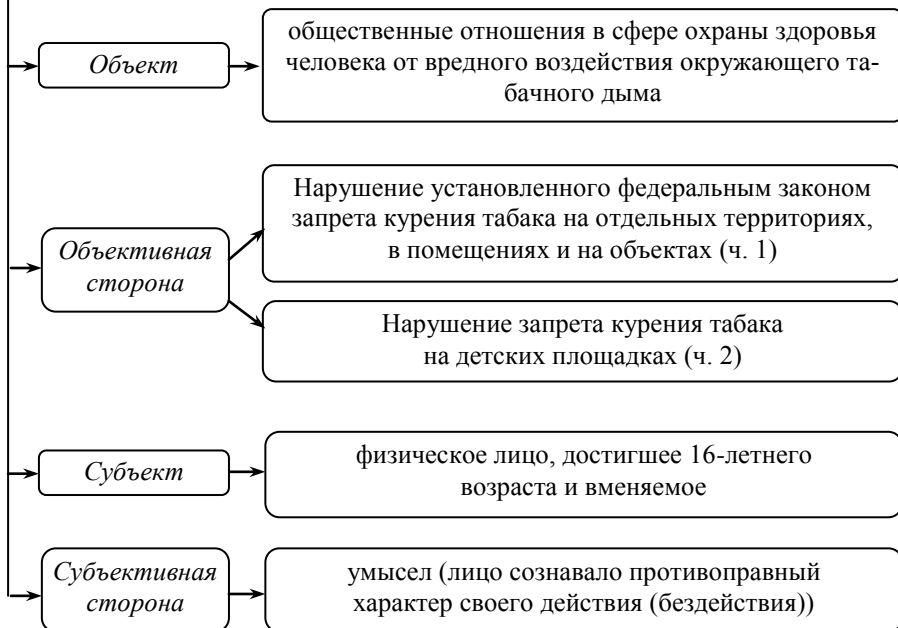 Объект
общественные отношения в сфере охраны здоровья
человека от вредного воздействия окружающего та-
бачного дыма
Объективная
сторона
Нарушение установленного федеральным законом
запрета курения табака на отдельных территориях,
в помещениях и на объектах (ч. 1)
Нарушение запрета курения табака
на детских площадках (ч. 2)
Субъект
физическое лицо, достигшее 16-летнего
возраста и вменяемое
Субъективная
сторона
умысел (лицо сознавало противоправный
характер своего действия (бездействия))